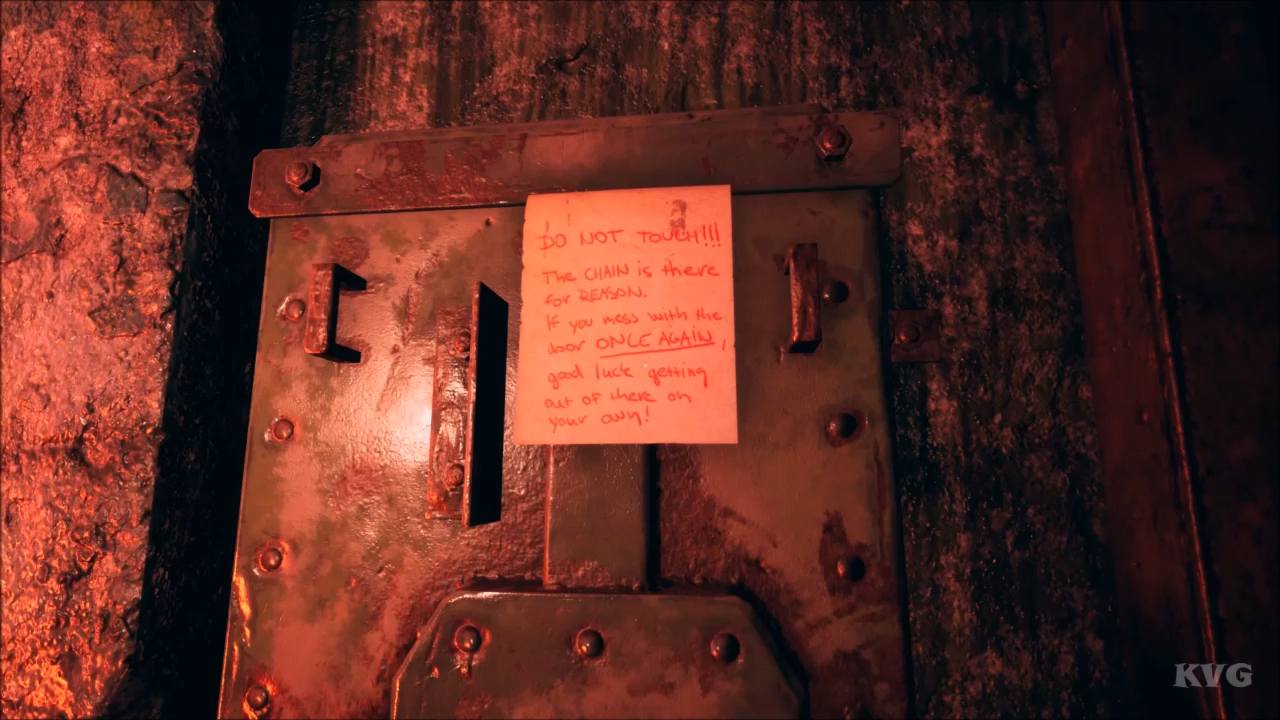 DO NOT TOUCH!!!
The CHAIN is there
for REASON.
If you mess with the
door ONCE AGAIN,
good luck getting
out of there on
your own!
KVG